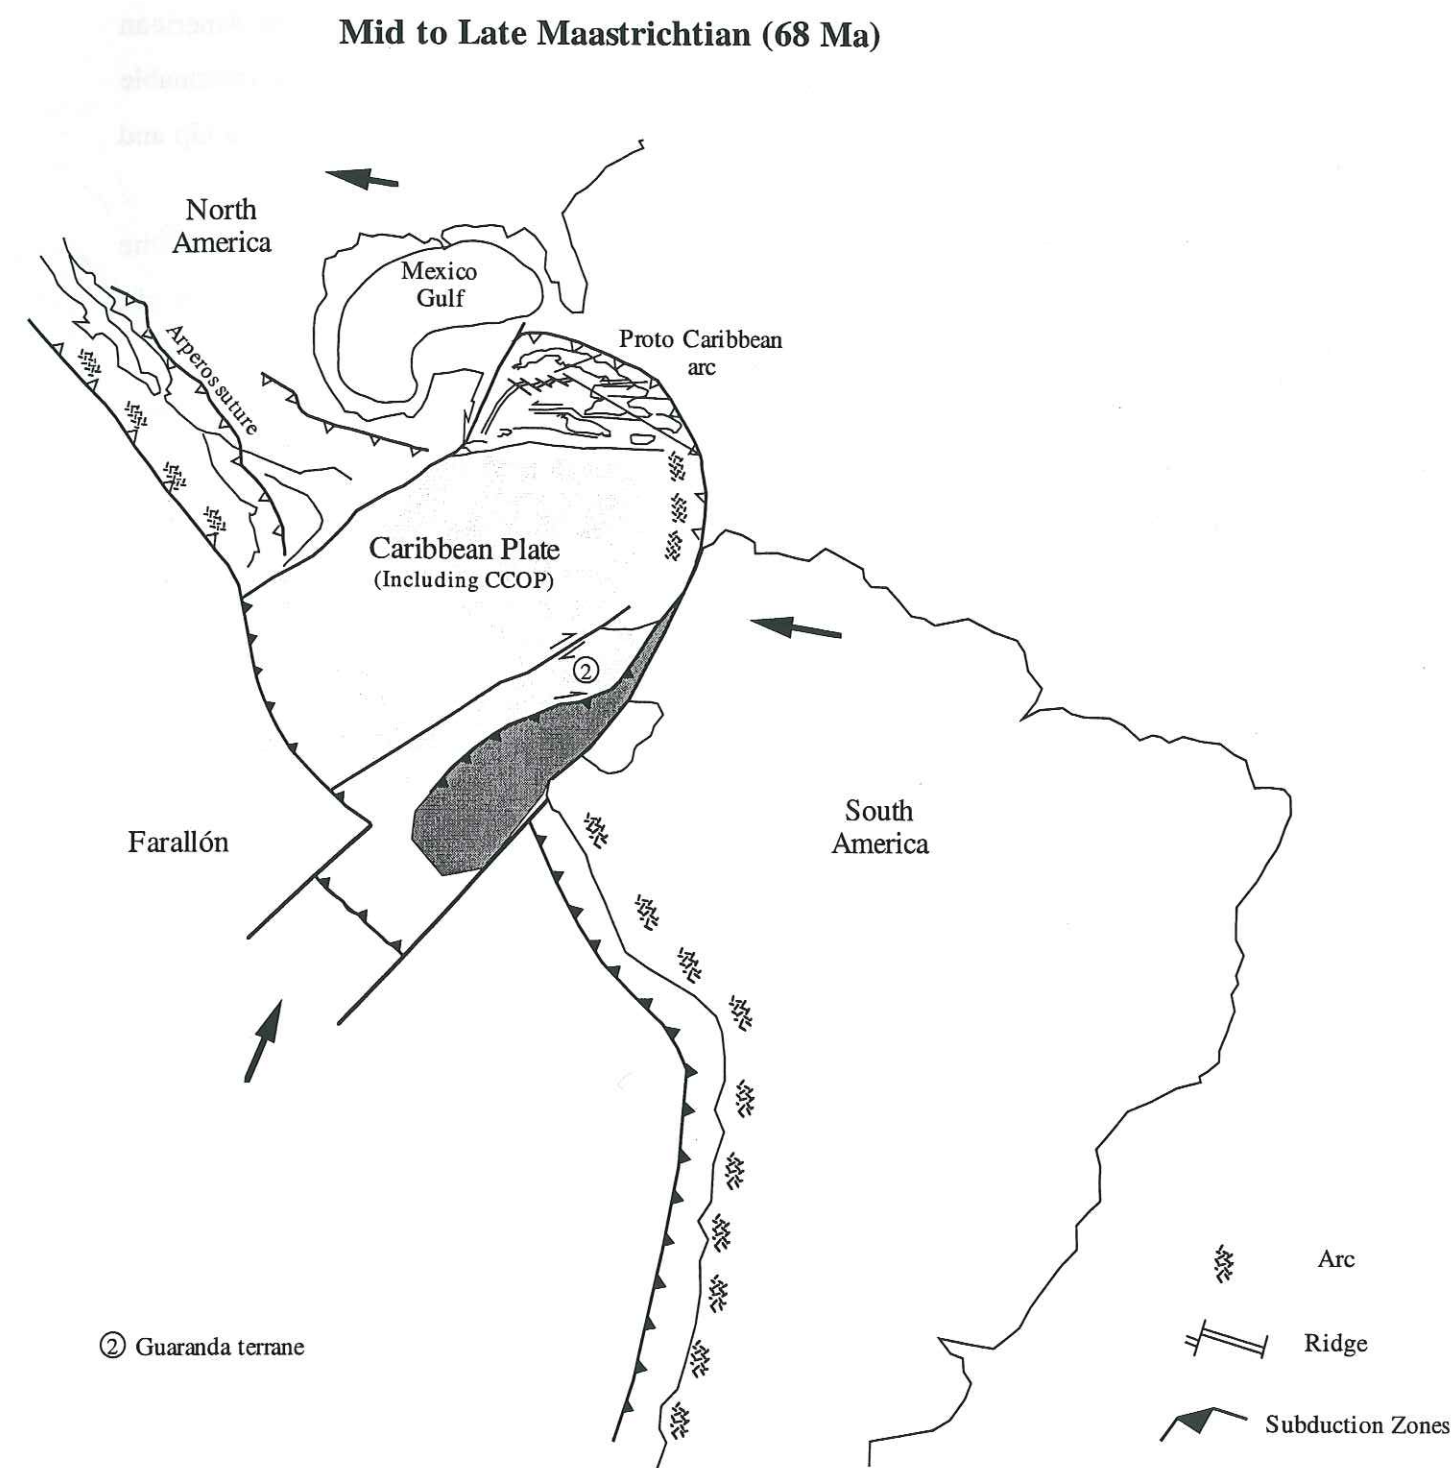 Mid to Late Maastrichtian (68 Ma)
North
America
Mexico
Gulf
Arperos suture
Proto Caribbean
arc
Caribbean Plate
(Including CCOP)
②
Farallón
South
America
Arc
② Guaranda terrane
Ridge
Subduction Zones